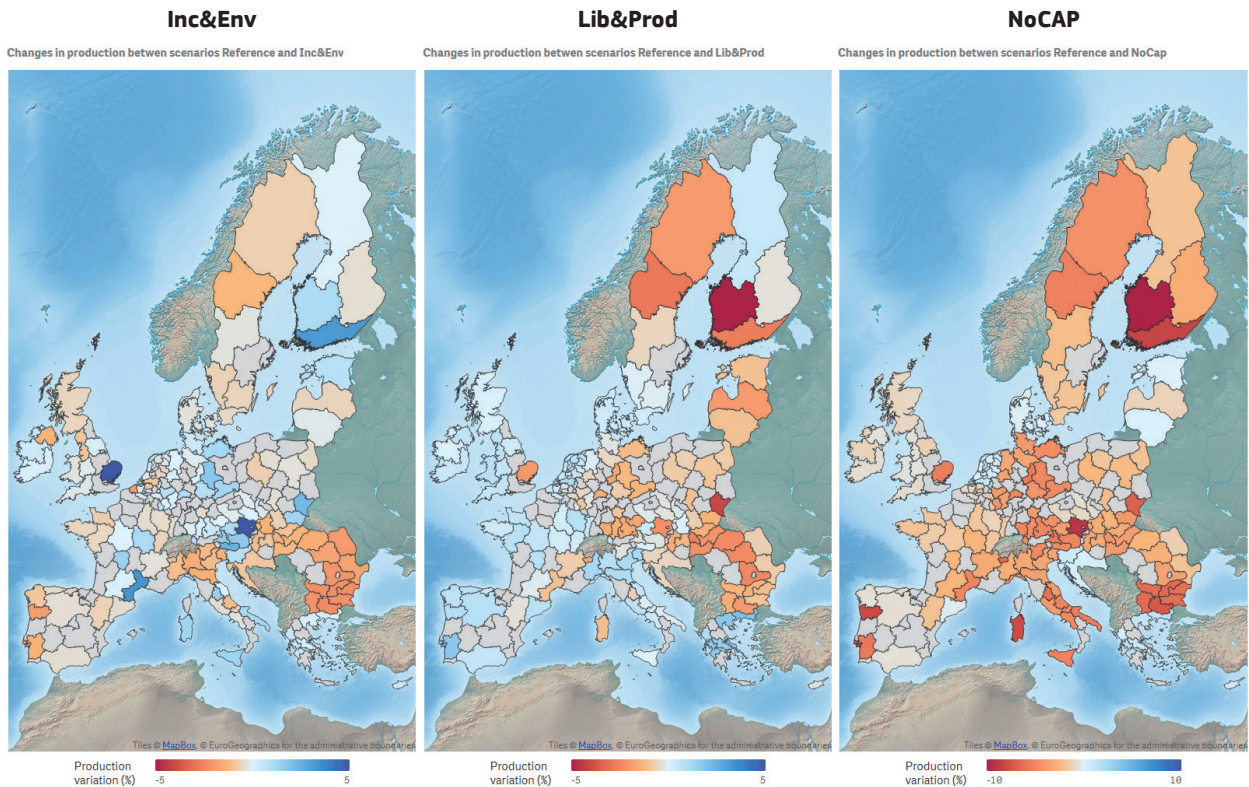 Inc&Env
Lib&Prod
NoCAP
Changes in production betwen scenarios Reference and Inc&Env
Changes in production betwen scenarios Reference and Lib&Prod
Changes in production betwen scenarios Reference and NoCap
Tiles © MapBox, © EuroGeographics for the administrative boundaries
Tiles © MapBox, © EuroGeographics for the administrative boundaries
Tiles © MapBox, © EuroGeographics for the administrative boundaries
Production
variation (%)
-5
5
Production
variation (%)
-5
5
Production
variation (%)
-10
10